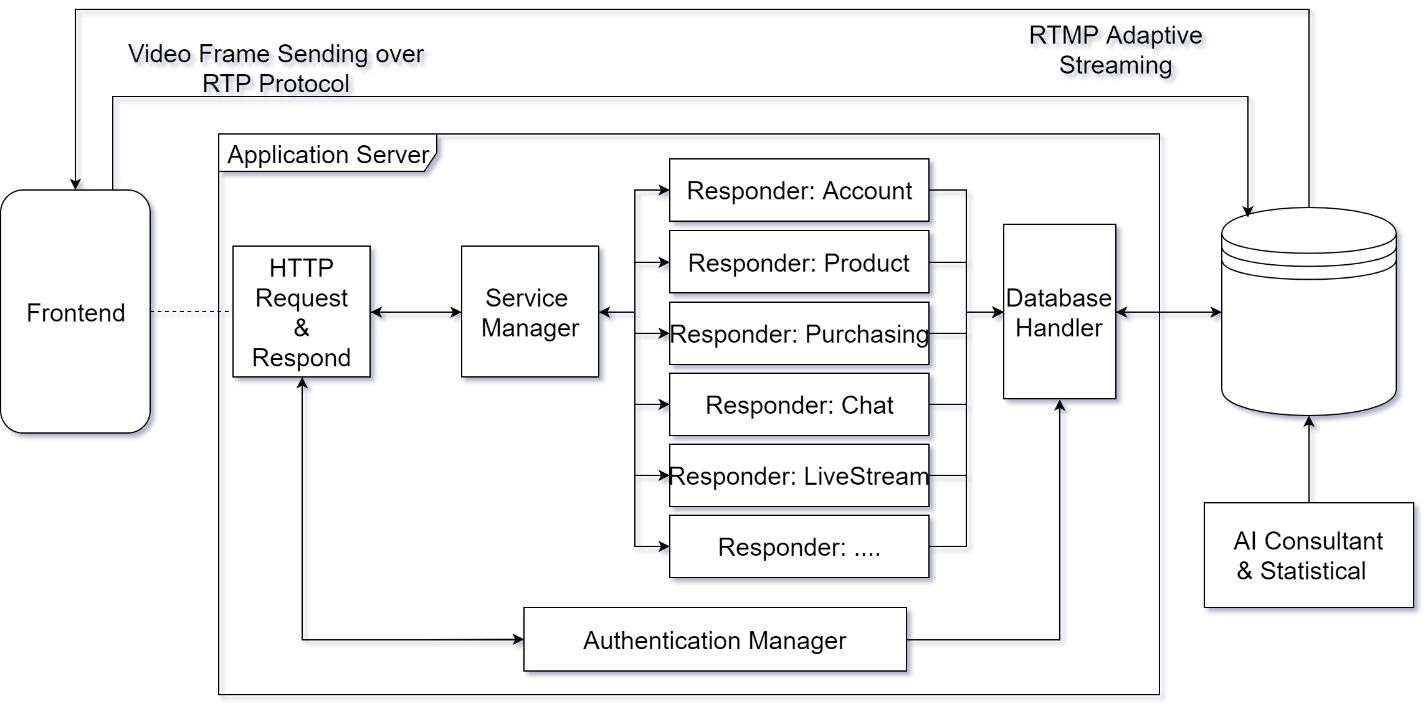 Video Frame Sending over
RTP Protocol
RTMP Adaptive
Streaming
Application Server
Frontend
HTTP
Request
&
Respond
Service
Manager
Responder: Account
Responder: Product
Responder: Purchasing
Responder: Chat
Responder: LiveStream
Responder: ....
Database
Handler
AI Consultant
& Statistical
Authentication Manager